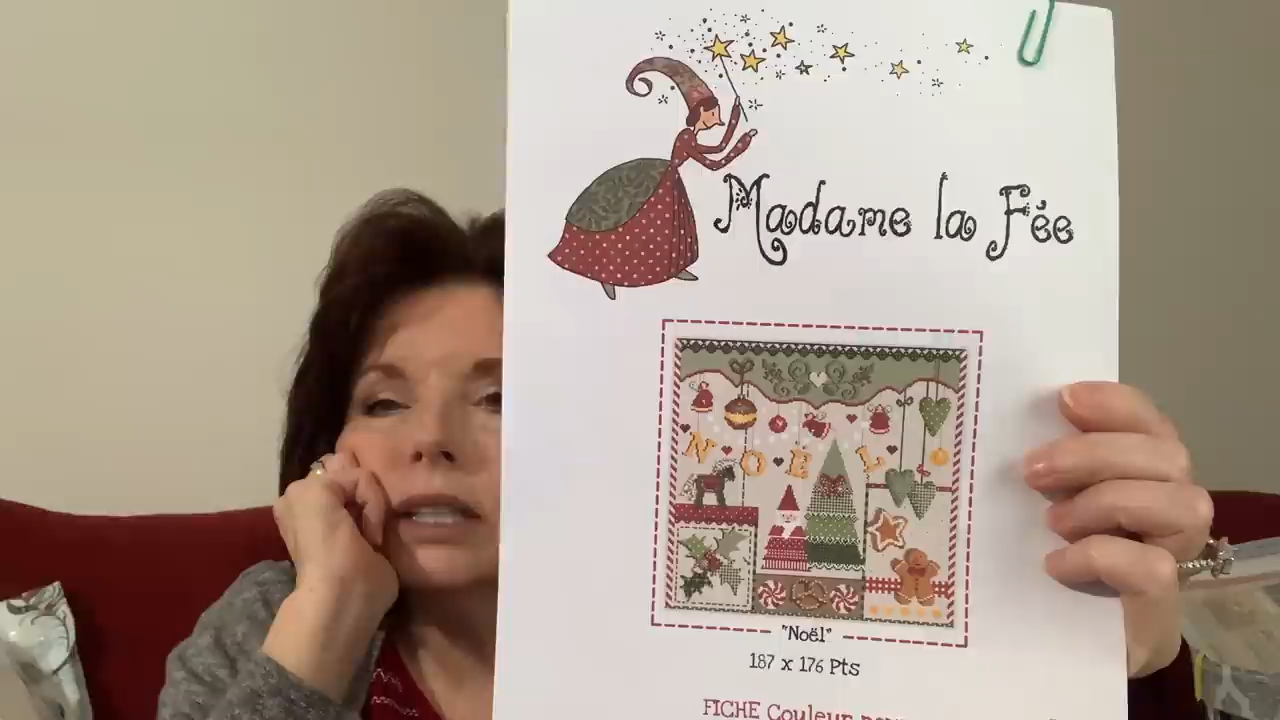 Madame la Fée
NOEL
"Noël"
187 x 176 Pts
FICHE Couleur